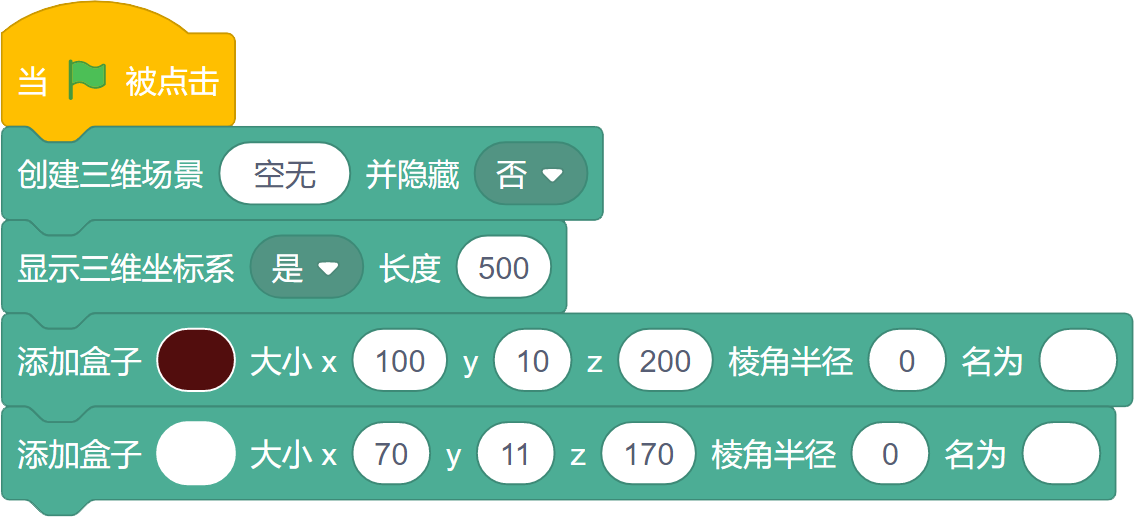 当 被点击
创建三维场景 空无 并隐藏 否
显示三维坐标系 是 长度 500
添加盒子 大小 x 100 y 10 z 200 棱角半径 0 名为
添加盒子 大小 x 70 y 11 z 170 棱角半径 0 名为